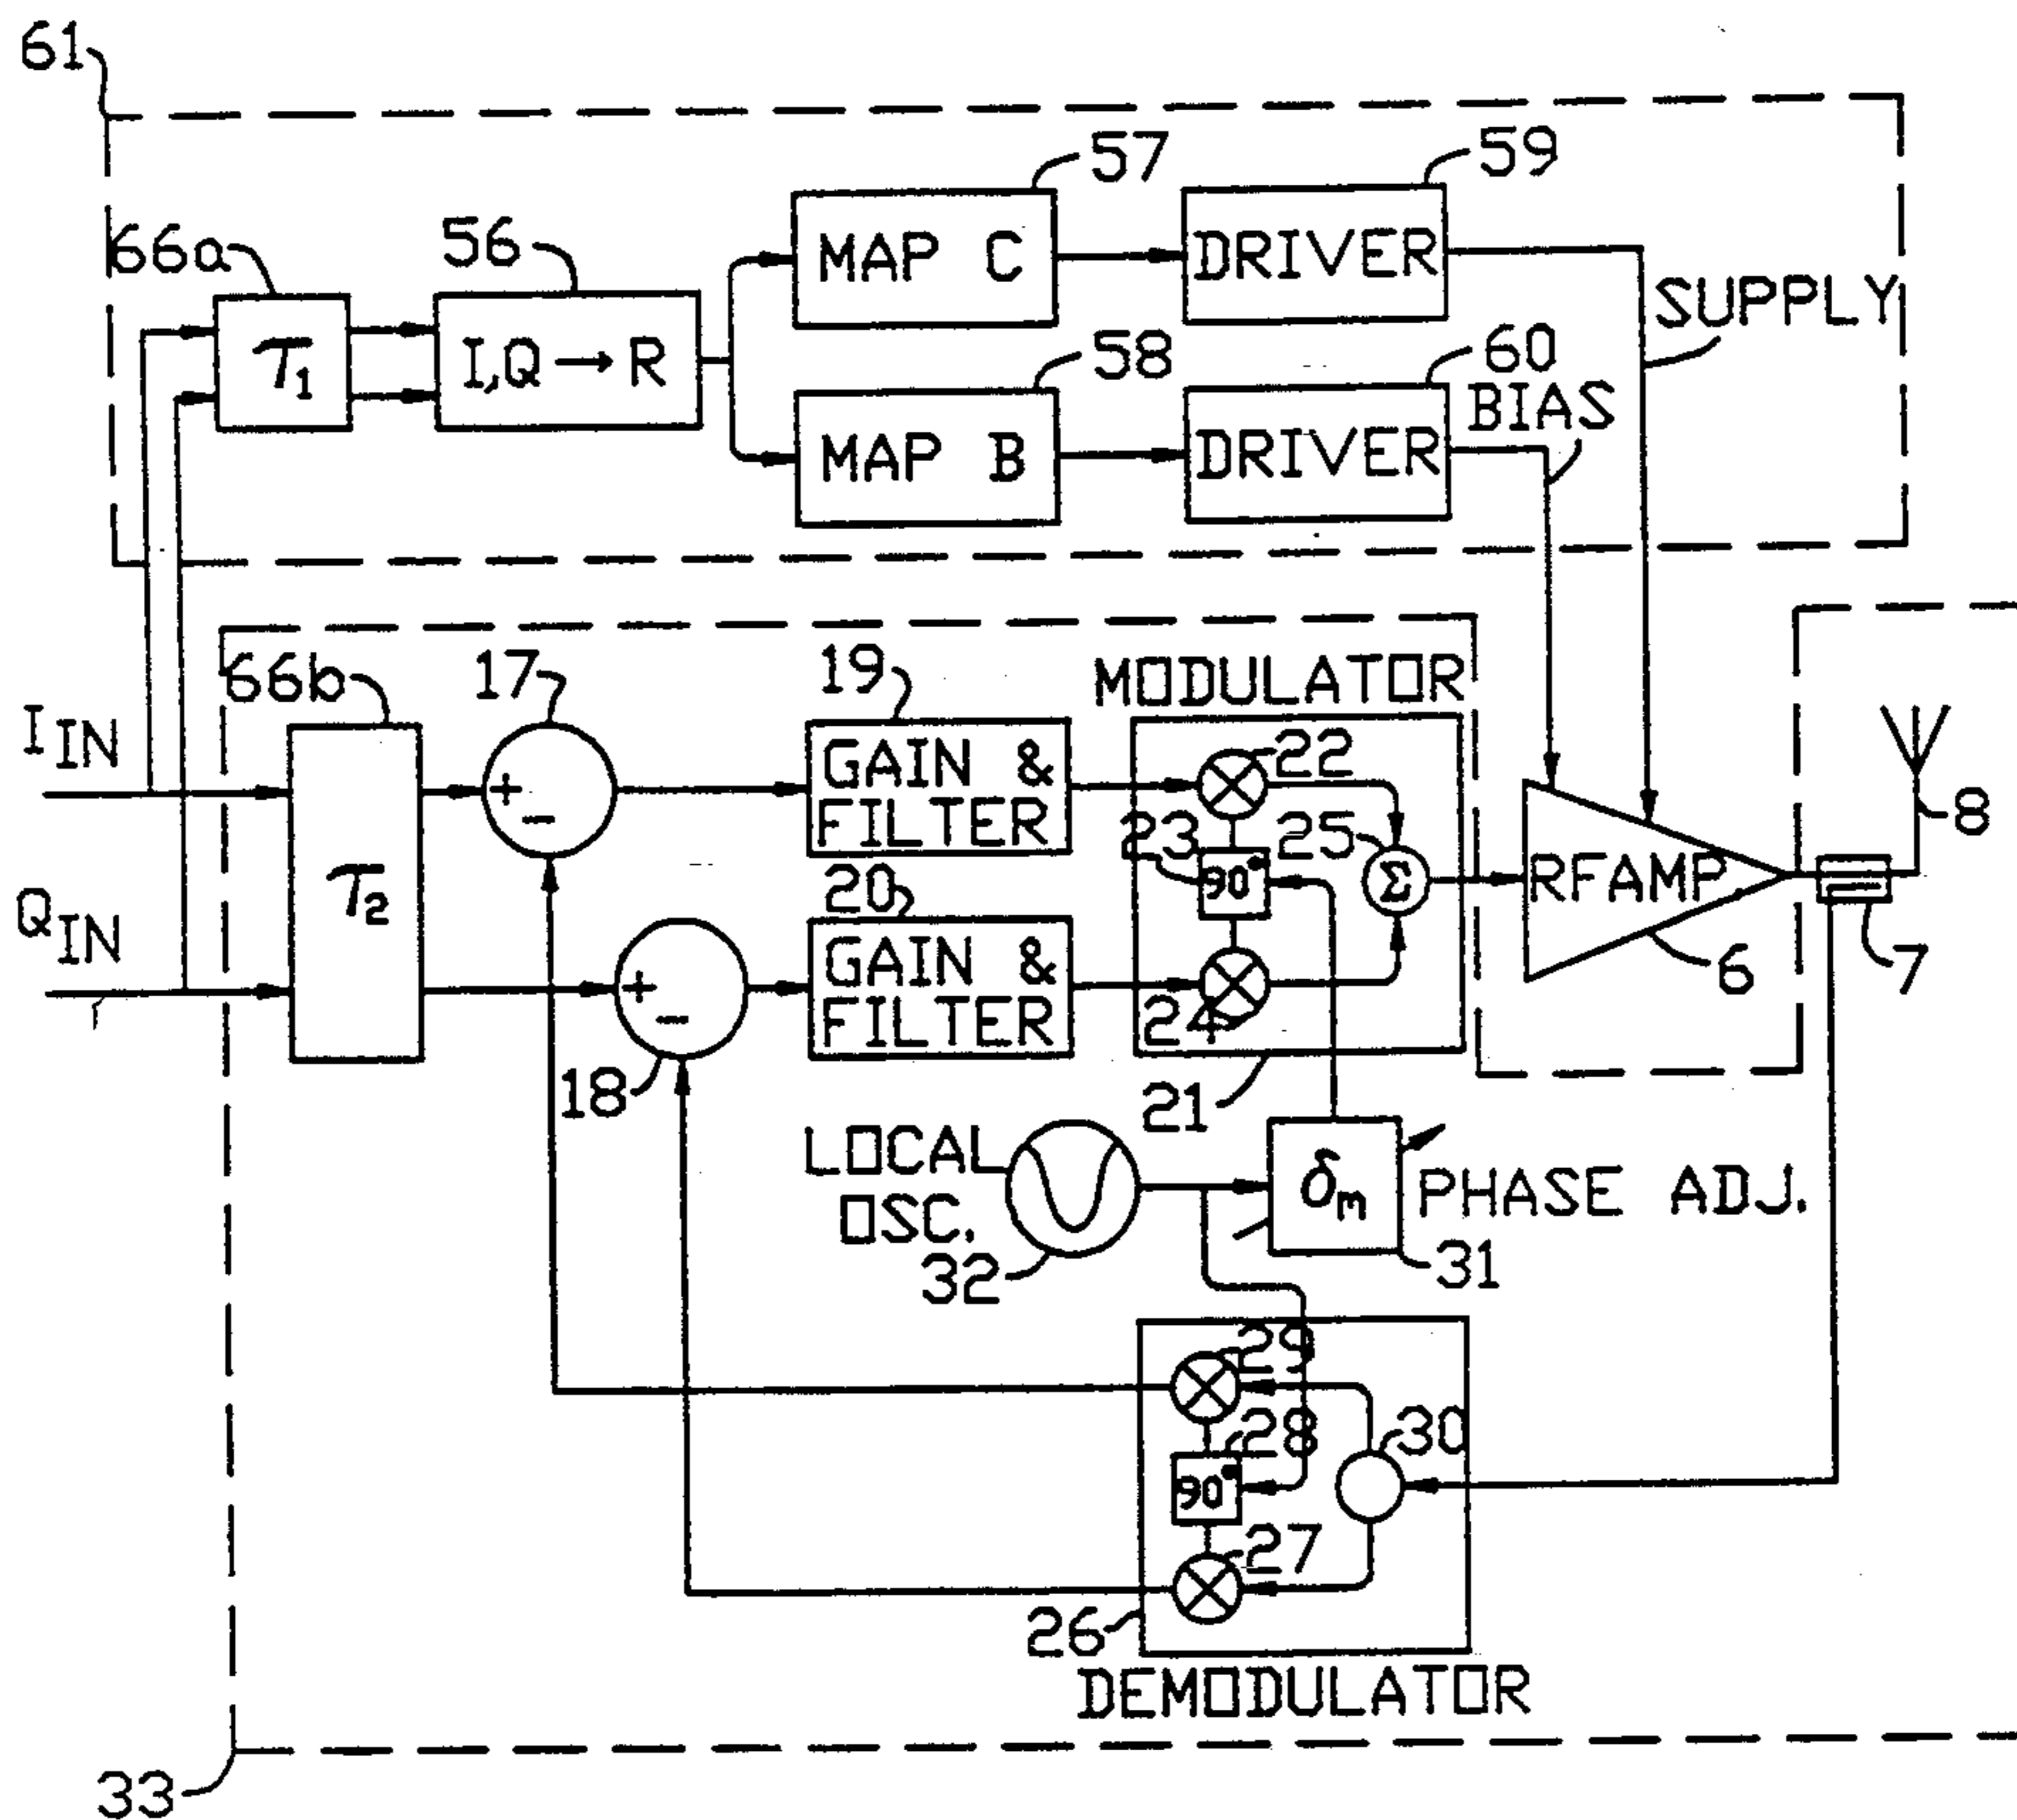 61
57
59
66a
56
MAP C
DRIVER
SUPPLY
τ1
I,Q → R
58
60
BIAS
MAP B
DRIVER
66b
17
19
MODULATOR
I IN
GAIN &
FILTER
22
23
25
8
τ2
20
90°
Σ
RFAMP
Q IN
GAIN &
FILTER
24
6
7
18
21
LOCAL
OSC.
δm
PHASE ADJ.
32
31
29
28
30
90°
27
26
DEMODULATOR
33
+
-
+
-